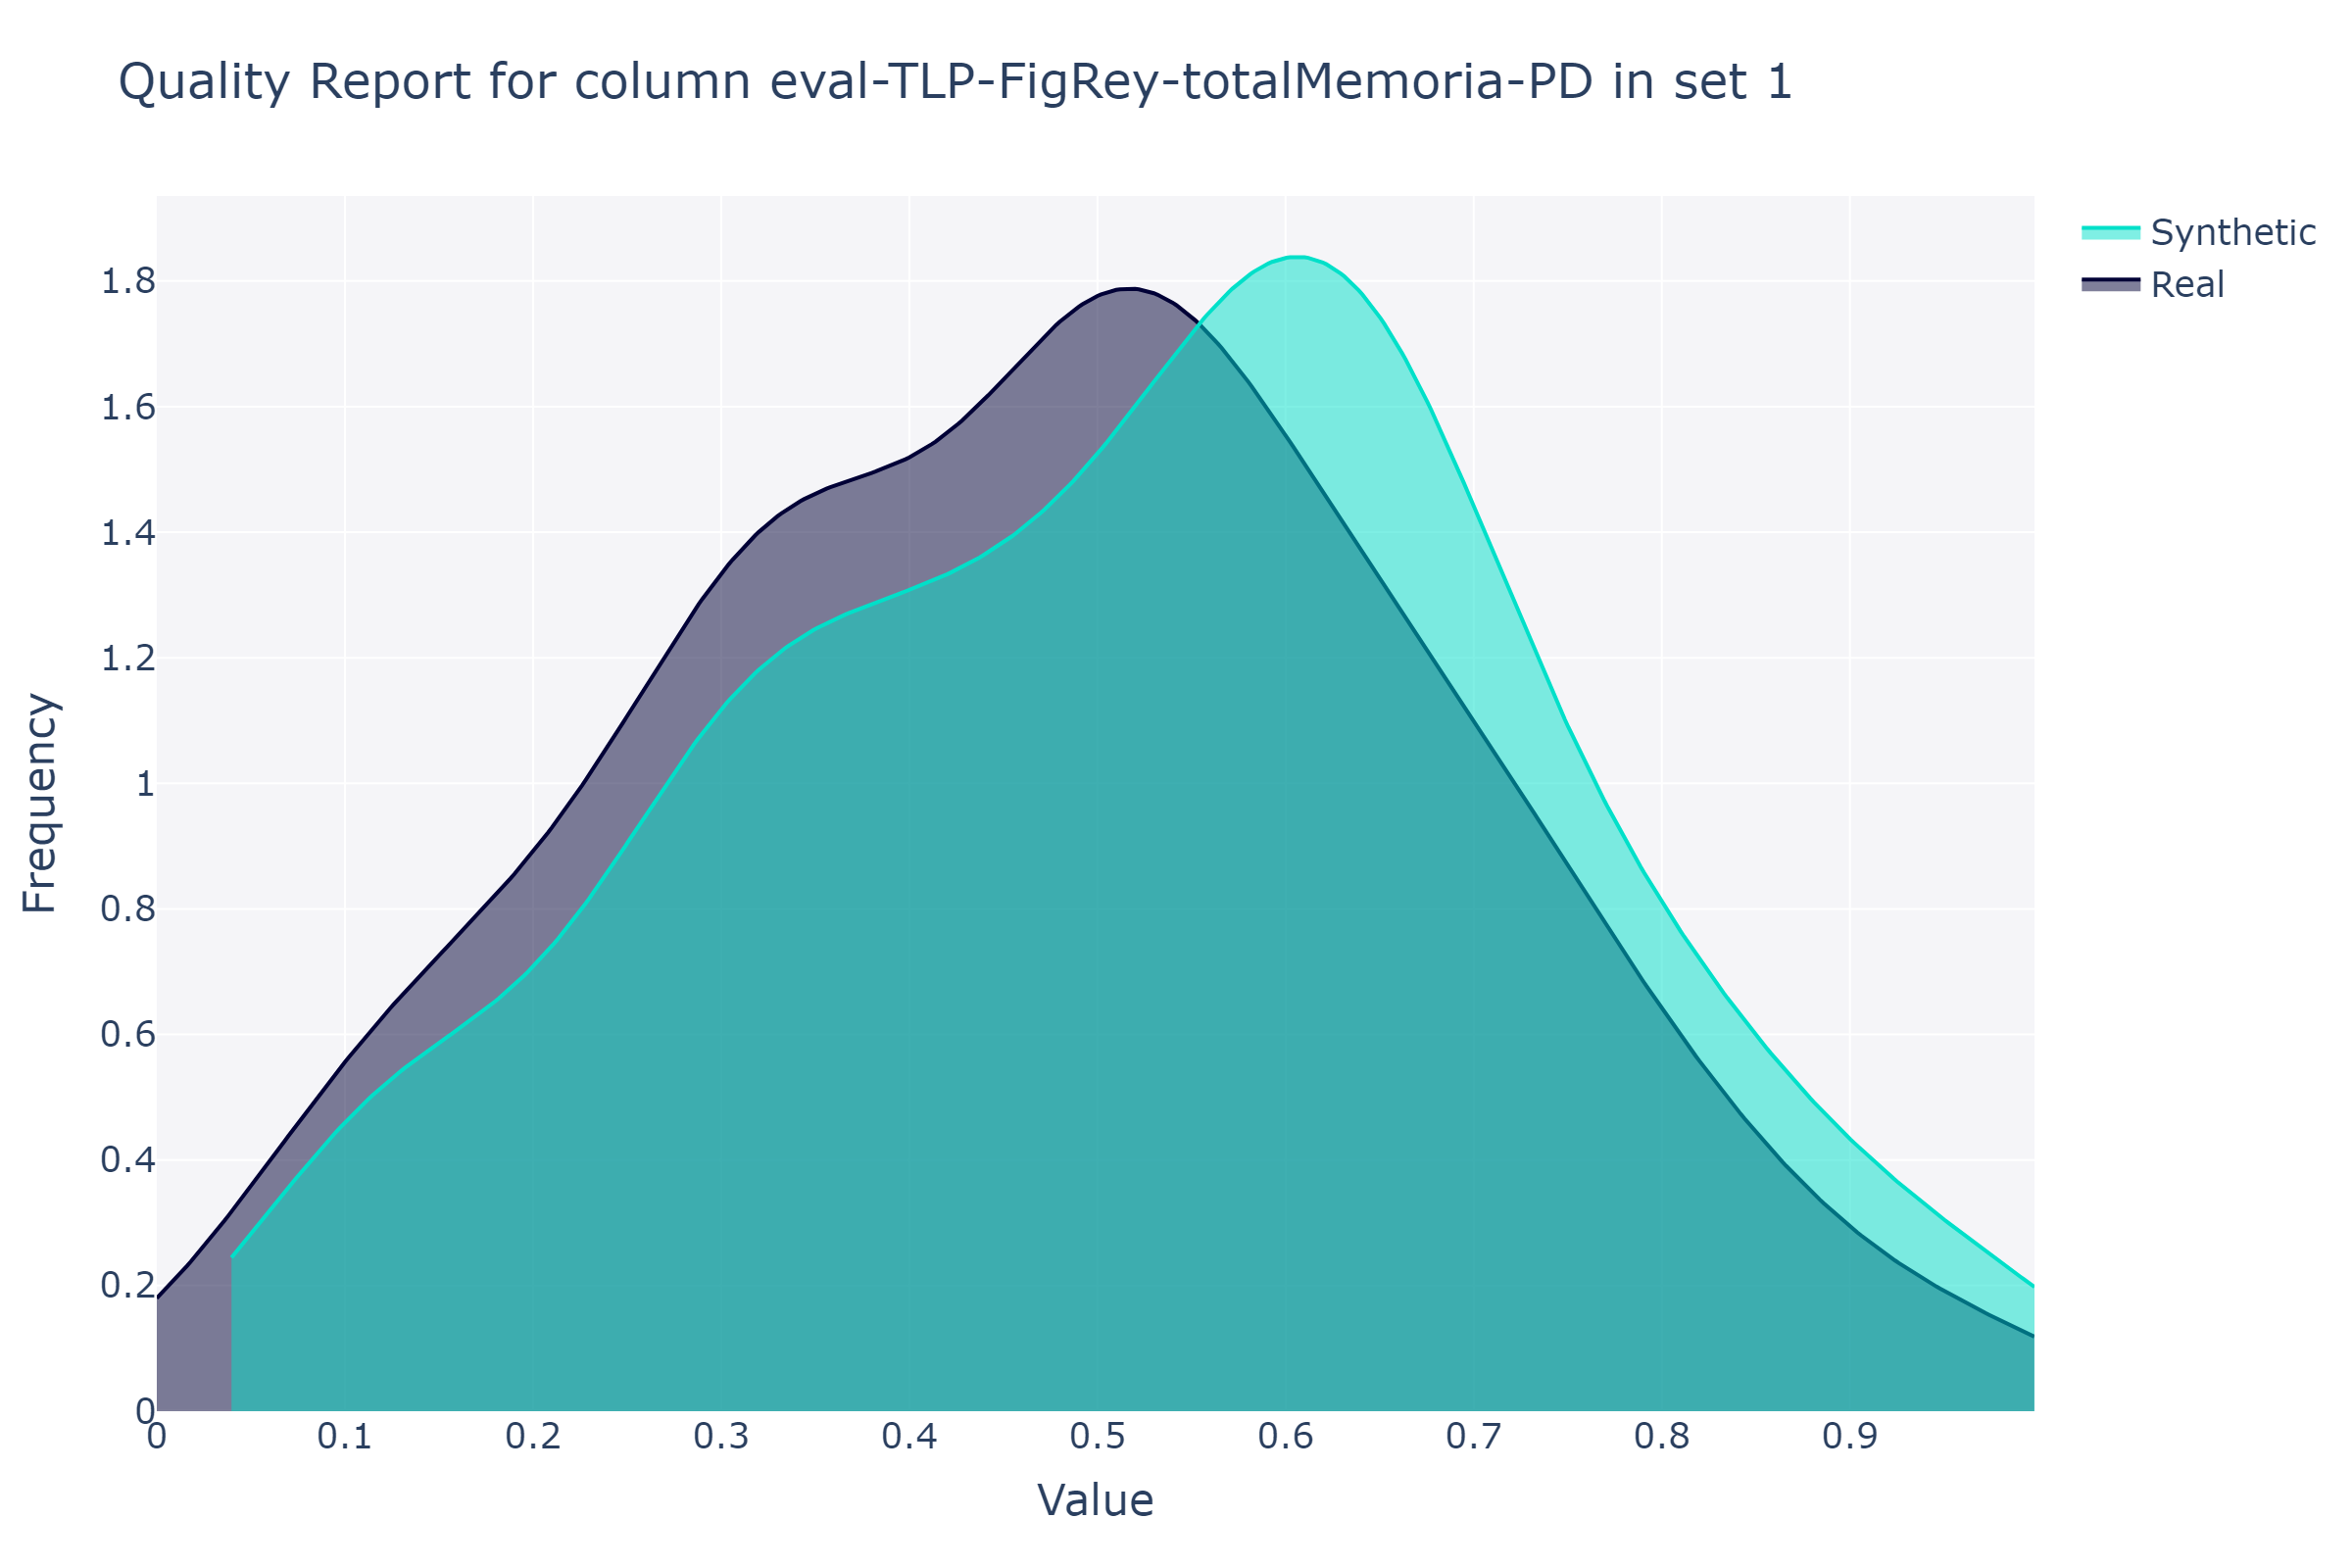 Quality Report for column eval-TLP-FigRey-totalMemoria-PD in set 1
Synthetic
Real
1.8
1.6
1.4
1.2
1
0.8
0.6
0.4
0.2
0
Frequency
0 0.1 0.2 0.3 0.4 0.5 0.6 0.7 0.8 0.9
Value